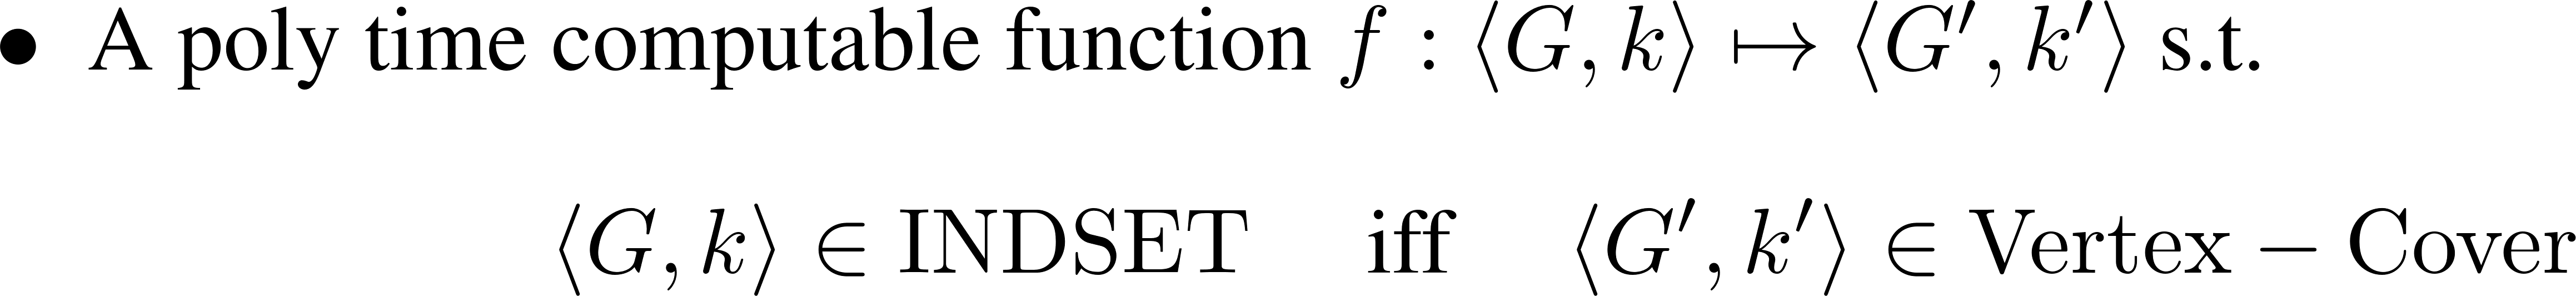 • A poly time computable function f : ⟨G, k⟩ ↦ ⟨G′, k′⟩ s.t.
⟨G, k⟩ ∈ INDSET iff ⟨G′, k′⟩ ∈ Vertex − Cover